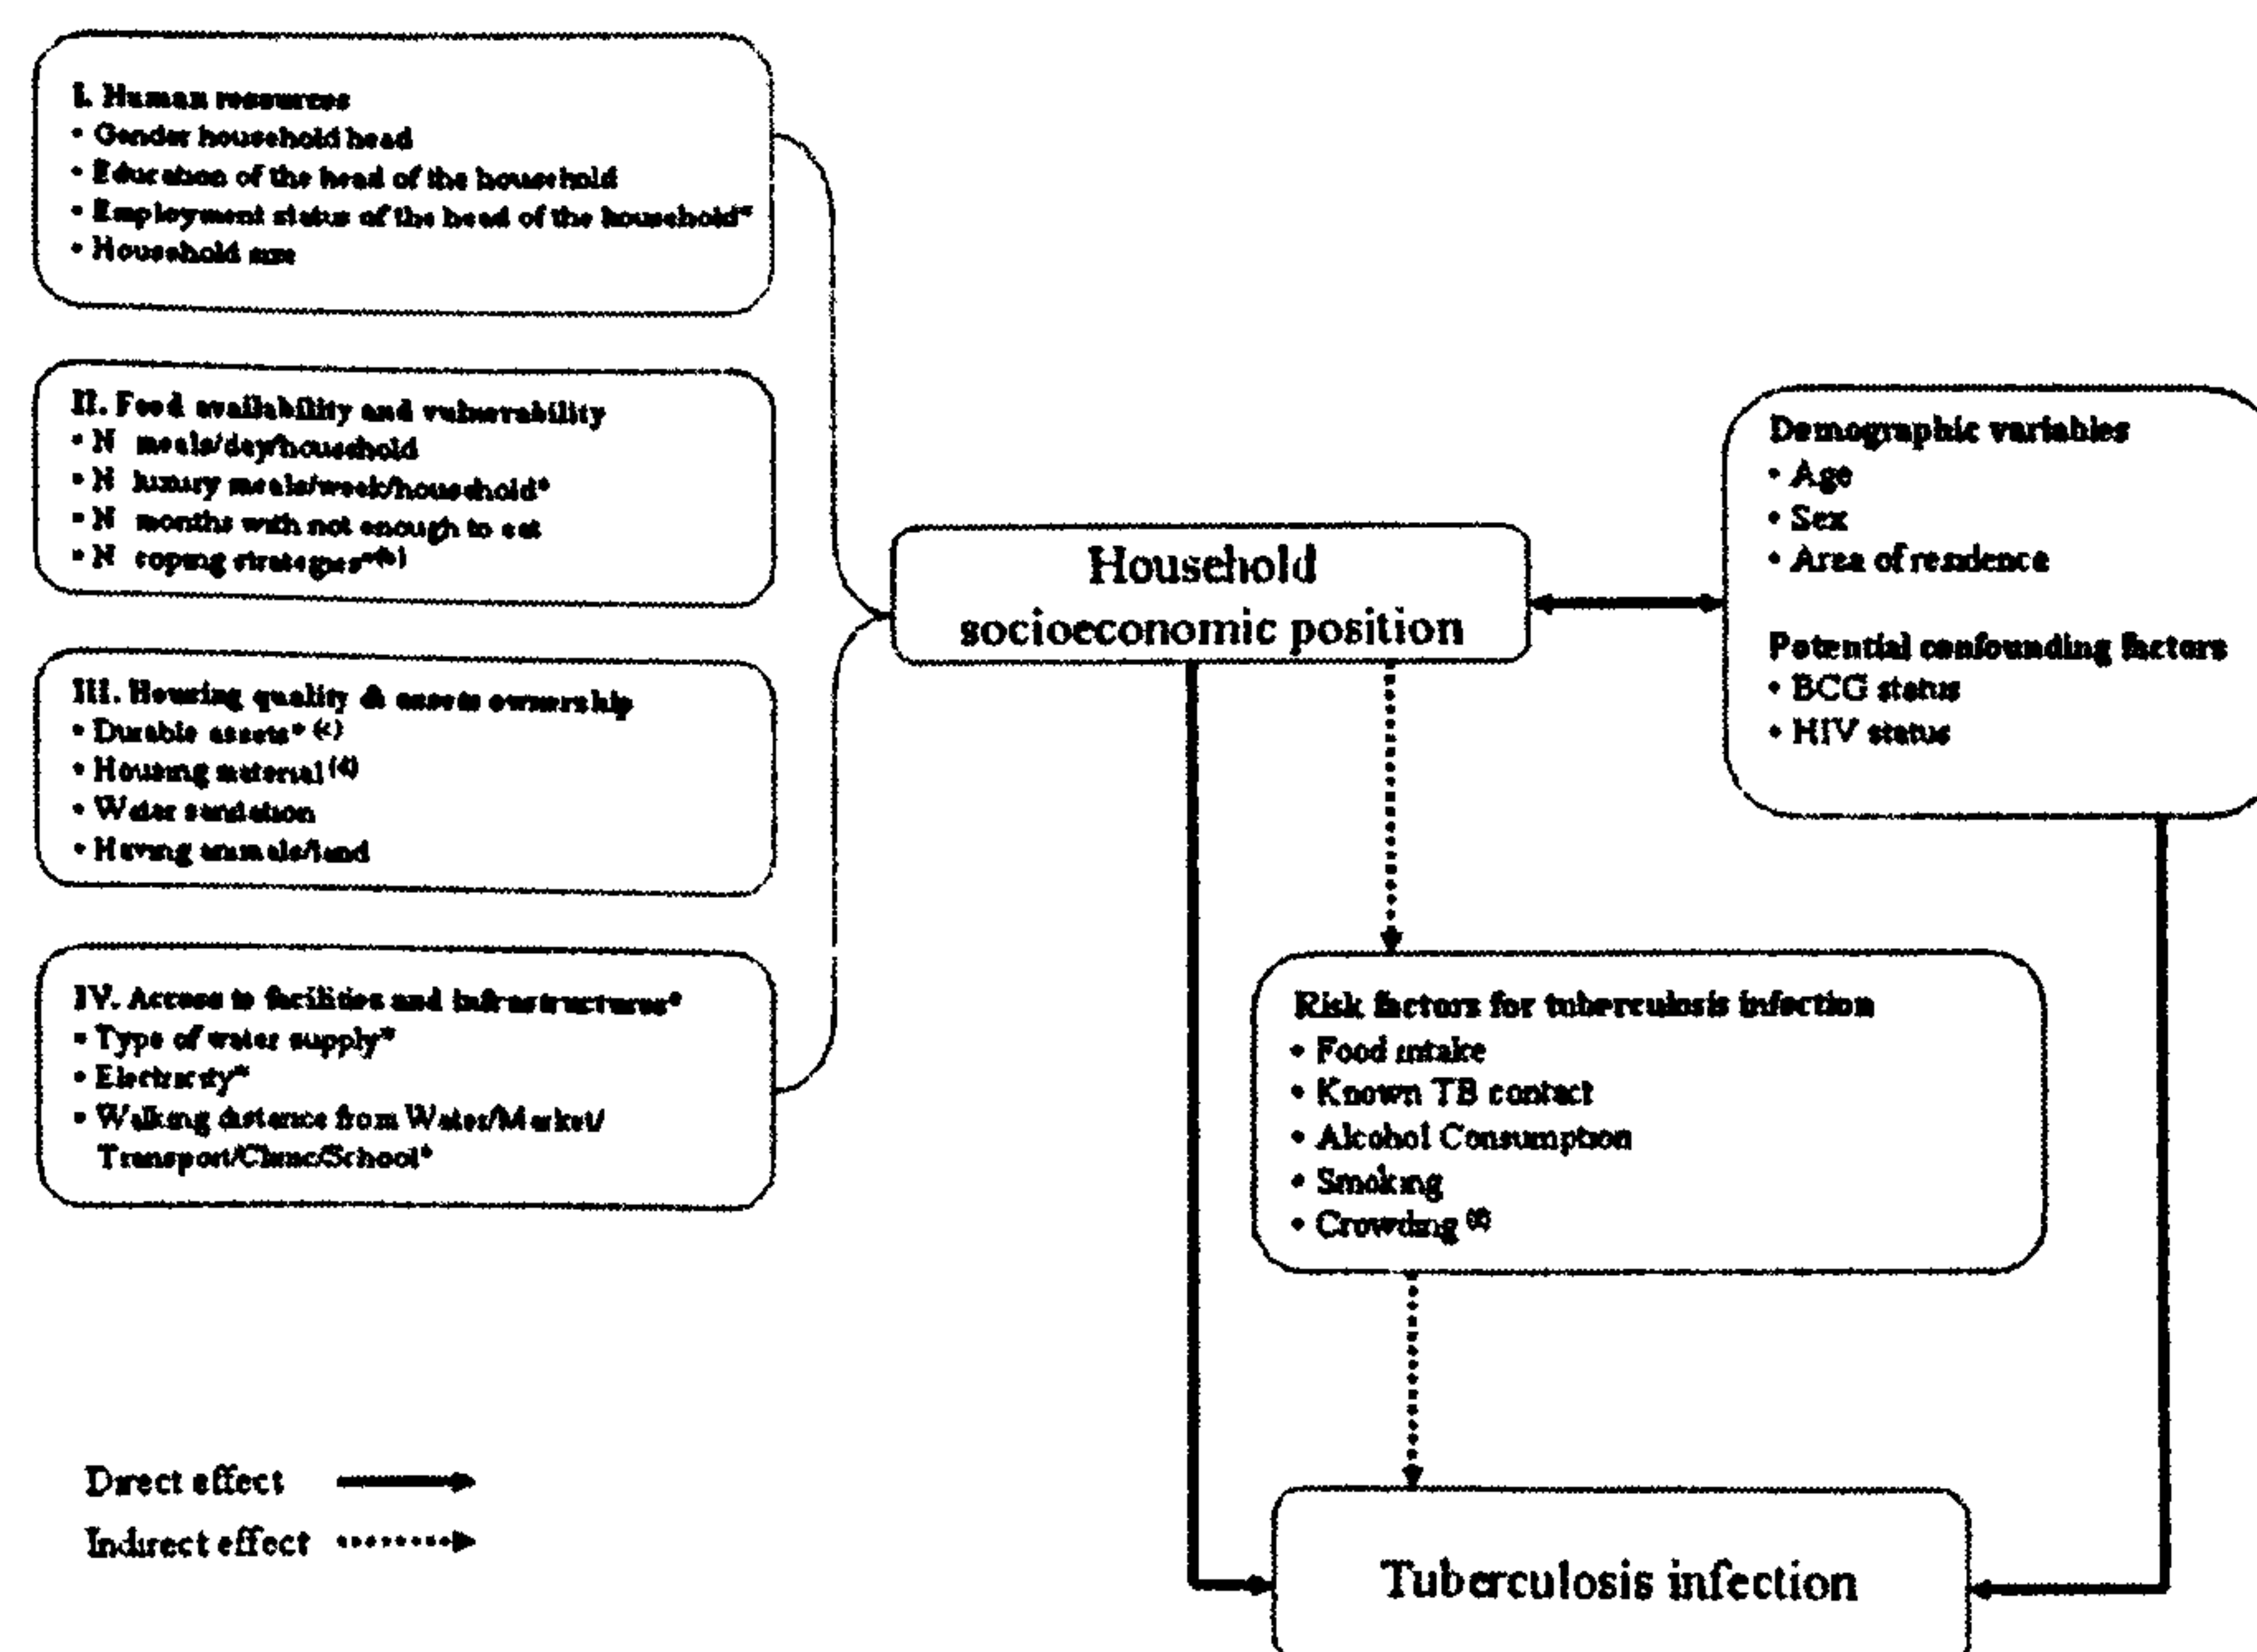 I. Human resources
• Gender household head
• Education of the head of the household
• Employment status of the head of the household*
• Household size
II. Food availability and vulnerability
• N meals/day/household
• N luxury meals/week/household*
• N months with not enough to eat
• N coping strategies*(b)
III. Housing quality & assets ownership
• Durable assets* (c)
• Housing material (d)
• Water sanitation
• Having animals/land
IV. Access to facilities and infrastructures*
• Type of water supply*
• Electricity*
• Walking distance from Water/Market/
Transport/Clinic/School*
Household
socioeconomic position
Demographic variables
• Age
• Sex
• Area of residence
Potential confounding factors
• BCG status
• HIV status
Risk factors for tuberculosis infection
• Food intake
• Known TB contact
• Alcohol Consumption
• Smoking
• Crowding
Tuberculosis infection
Direct effect
Indirect effect